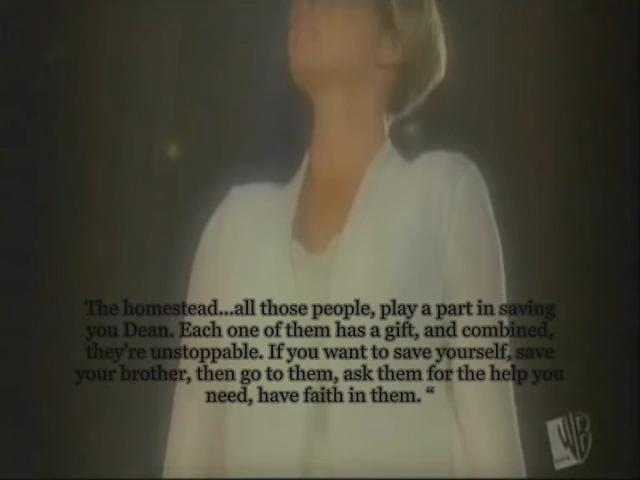 The homestead...all those people, play a part in saving
you Dean. Each one of them has a gift, and combined,
they're unstoppable. If you want to save yourself, save
your brother, then go to them, ask them for the help you
need, have faith in them. “
WB